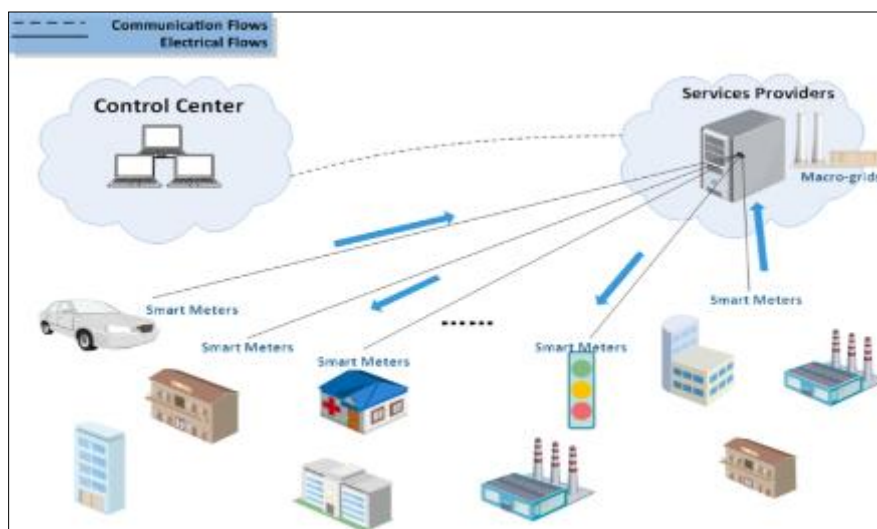 Communication Flows
Electrical Flows
Control Center
Services Providers
Macro-grids
Smart Meters
Smart Meters
Smart Meters
Smart Meters
Smart Meters